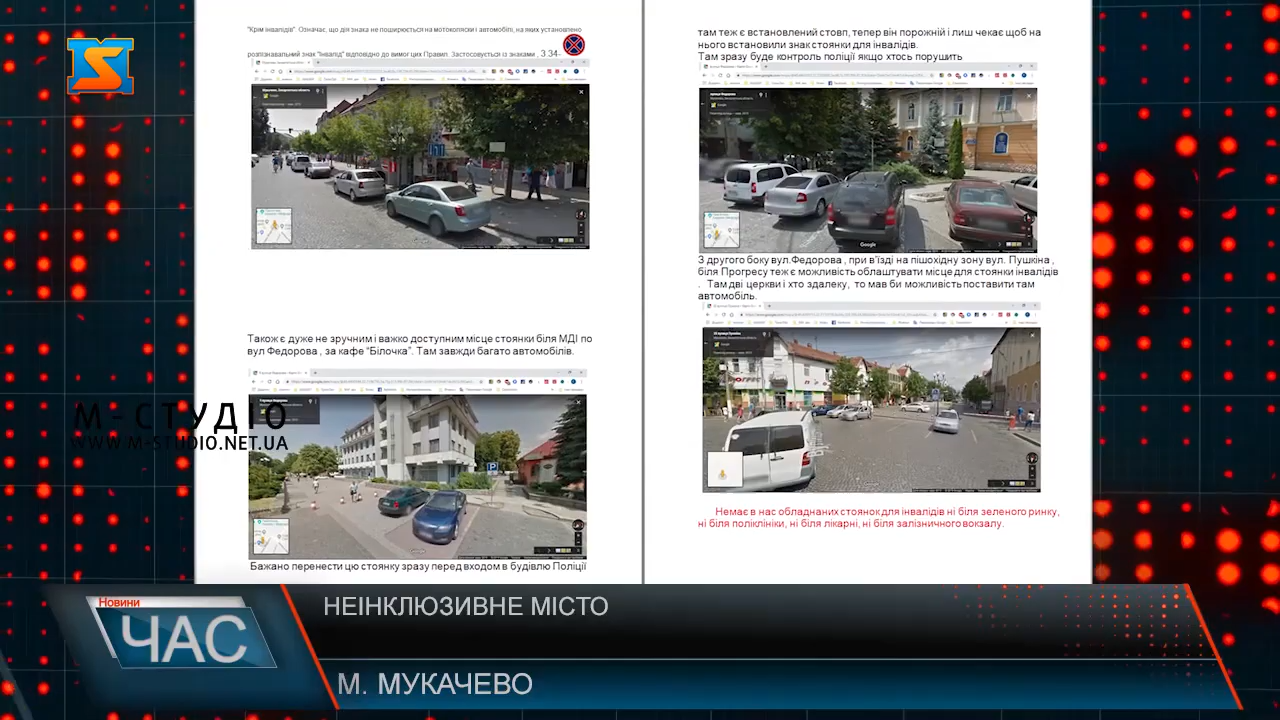 "Крім інвалідів". Означає, що дія знака не поширюється на мотоколяски і автомобілі, на яких установлено
розпізнавальний знак "Інвалід" відповідно до вимог цих Правил. Застосовується із знаками , 3 34-
Також є дуже не зручним і важко доступним місце стоянки біля МДІ по
вул Федорова , за кафе "Білочка". Там завжди багато автомобілів.
Бажано перенести цю стоянку зразу перед входом в будівлю Поліції
там теж є встановлений стовп, тепер він порожній і лиш чекає щоб на
нього встановили знак стоянки для інвалідів.
Там зразу буде контроль поліції якщо хтось порушить
Google
З другого боку вул.Федорова , при в'їзді на пішохідну зону вул. Пушкіна ,
біля Прогресу теж є можливість облаштувати місце для стоянки інвалідів
. Там дві церкви і хто здалеку, то мав би можливість поставити там
автомобіль.
Немає в нас обладнаних стоянок для інвалідів ні біля зеленого ринку,
ні біля поліклініки, ні біля лікарні, ні біля залізничного вокзалу.
М-СТУДІО
WWW.M-STUDIO.NET.UA
Новини
ЧАС
НЕІНКЛЮЗИВНЕ МІСТО
М. МУКАЧЕВО